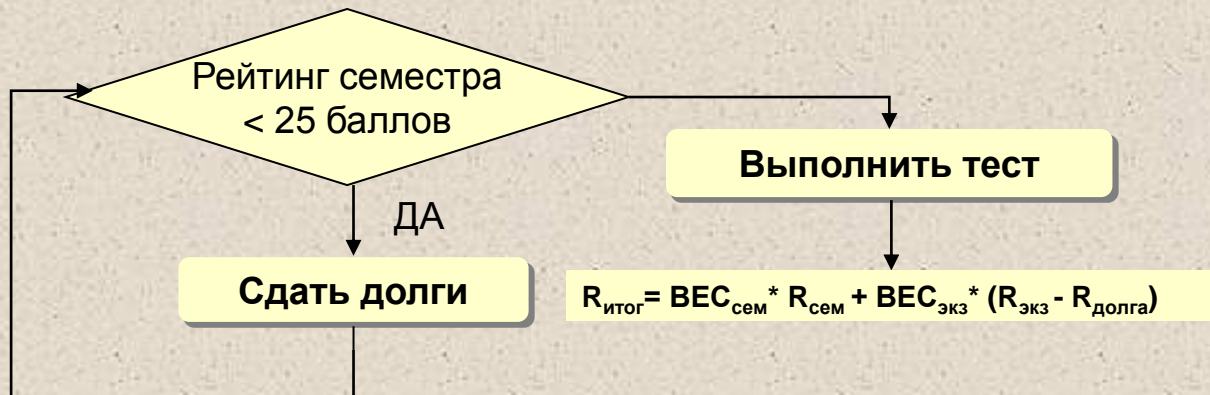 Рейтинг семестра
< 25 баллов
Выполнить тест
ДА
Сдать долги
Rитог= ВЕСсем* Rсем + ВЕСэкз* (Rэкз - Rдолга)